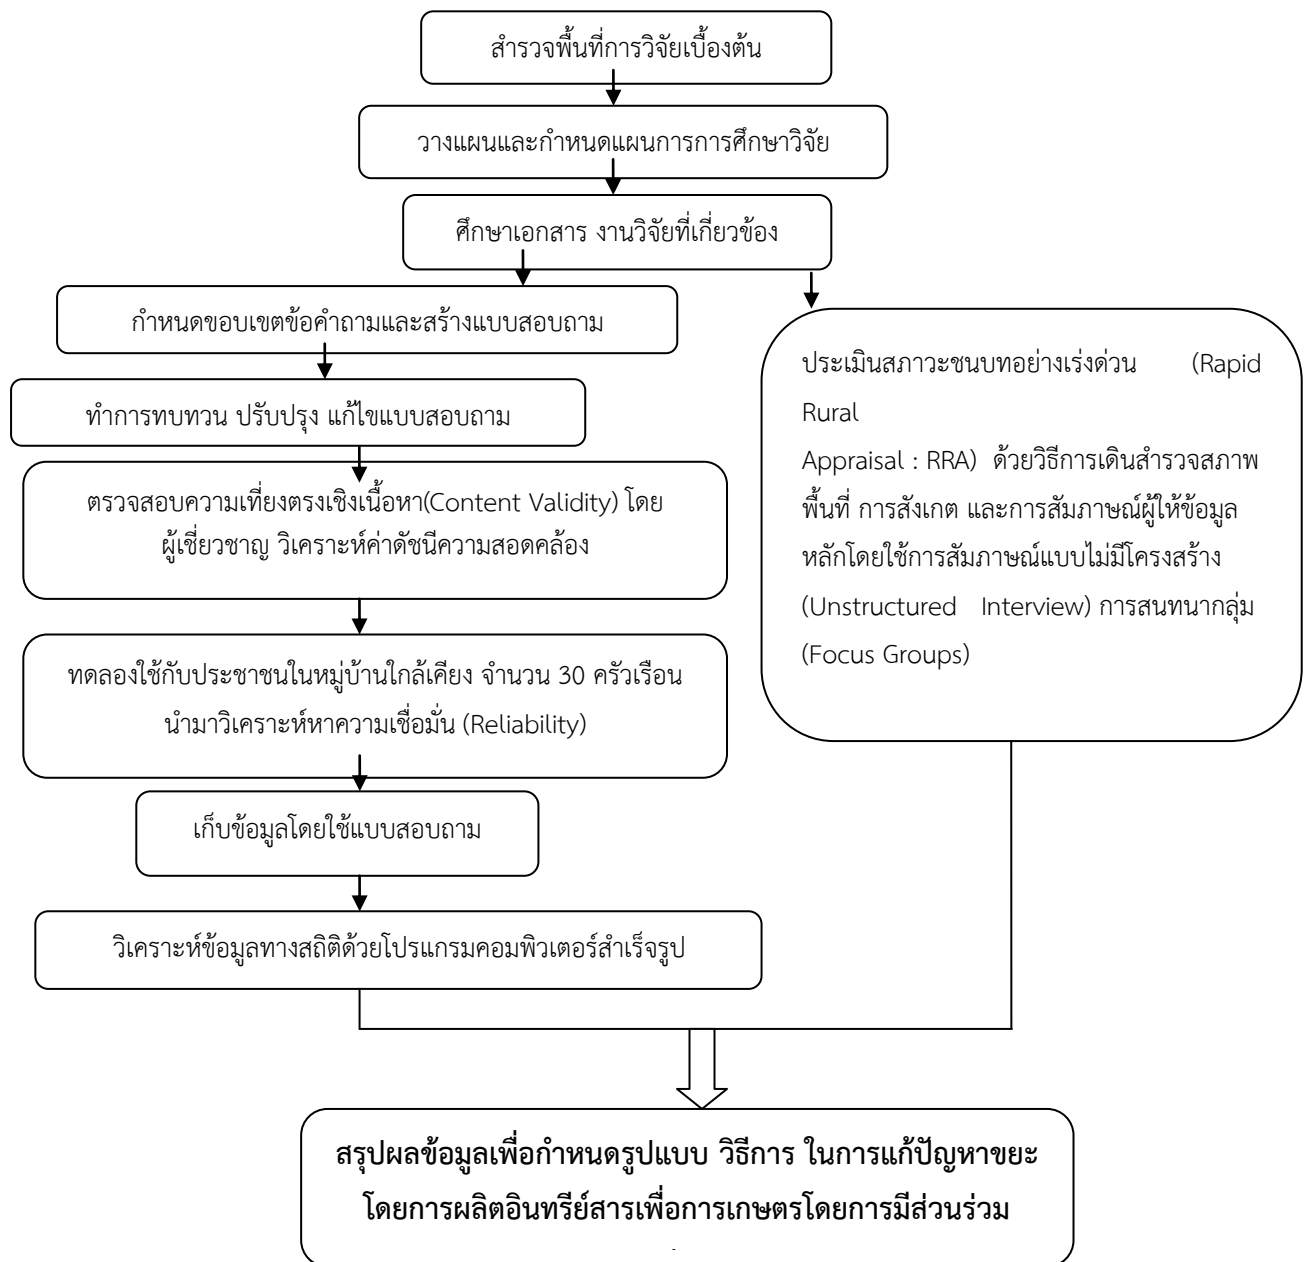 สำรวจพื้นที่การวิจัยเบื้องต้น
วางแผนและกำหนดแผนการการศึกษาวิจัย
ศึกษาเอกสาร งานวิจัยที่เกี่ยวข้อง
กำหนดขอบเขตข้อคำถามและสร้างแบบสอบถาม
ทำการทบทวน ปรับปรุง แก้ไขแบบสอบถาม
ตรวจสอบความเที่ยงตรงเชิงเนื้อหา(Content Validity) โดย
ผู้เชี่ยวชาญ วิเคราะห์ค่าดัชนีความสอดคล้อง
ทดลองใช้กับประชาชนในหมู่บ้านใกล้เคียง จำนวน 30 ครัวเรือน
นำมาวิเคราะห์หาความเชื่อมั่น (Reliability)
เก็บข้อมูลโดยใช้แบบสอบถาม
วิเคราะห์ข้อมูลทางสถิติด้วยโปรแกรมคอมพิวเตอร์สำเร็จรูป
ประเมินสภาวะชนบทอย่างเร่งด่วน (Rapid
Rural
Appraisal : RRA) ด้วยวิธีการเดินสำรวจสภาพ
พื้นที่ การสังเกต และการสัมภาษณ์ผู้ให้ข้อมูล
หลักโดยใช้การสัมภาษณ์แบบไม่มีโครงสร้าง
(Unstructured Interview) การสนทนากลุ่ม
(Focus Groups)
สรุปผลข้อมูลเพื่อกำหนดรูปแบบ วิธีการ ในการแก้ปัญหาขยะ
โดยการผลิตอินทรีย์สารเพื่อการเกษตรโดยการมีส่วนร่วม